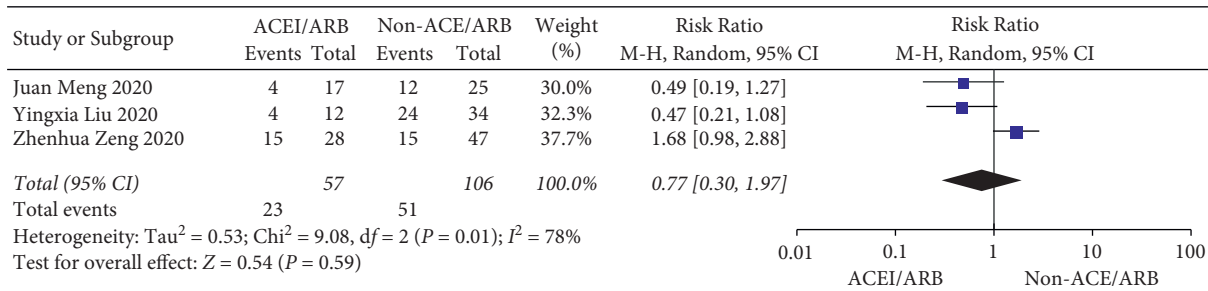 Study or Subgroup ACEI/ARB Non-ACE/ARB Weight (%) Risk Ratio Risk Ratio
Events Total Events Total M-H, Random, 95% CI M-H, Random, 95% CI
Juan Meng 2020 4 17 12 25 30.0% 0.49 [0.19, 1.27]
Yingxia Liu 2020 4 12 24 34 32.3% 0.47 [0.21, 1.08]
Zhenhua Zeng 2020 15 28 15 47 37.7% 1.68 [0.98, 2.88]
Total (95% CI) 57 106 100.0% 0.77 [0.30, 1.97]
Total events 23 51
Heterogeneity: Tau² = 0.53; Chi² = 9.08, df = 2 (P = 0.01); I² = 78%
Test for overall effect: Z = 0.54 (P = 0.59)
0.01 0.1 1 10 100
ACEI/ARB Non-ACE/ARB